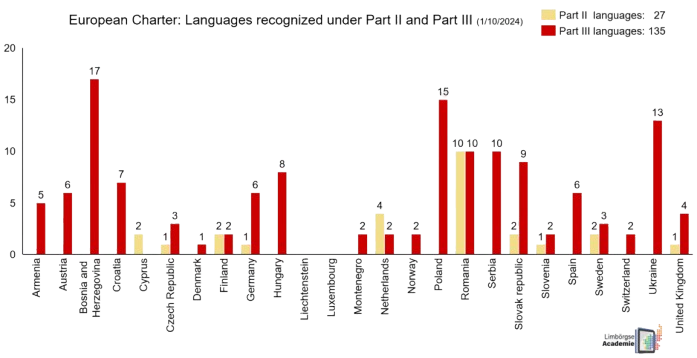 European Charter: Languages recognized under Part II and Part III (1/10/2024)
Part II languages: 27
Part III languages: 135
20
15
10
5
0
5
6
17
7
2
1 3
1
2 2
1 6
8
2
4 2
2
15
10 10
10
2 9
1 2
6
2 3
2
13
1 4
Armenia
Austria
Bosnia and
Herzegovina
Croatia
Cyprus
Czech Republic
Denmark
Finland
Germany
Hungary
Liechtenstein
Luxembourg
Montenegro
Netherlands
Norway
Poland
Romania
Serbia
Slovak republic
Slovenia
Spain
Sweden
Switzerland
Ukraine
United Kingdom
Limbörgse
Academie